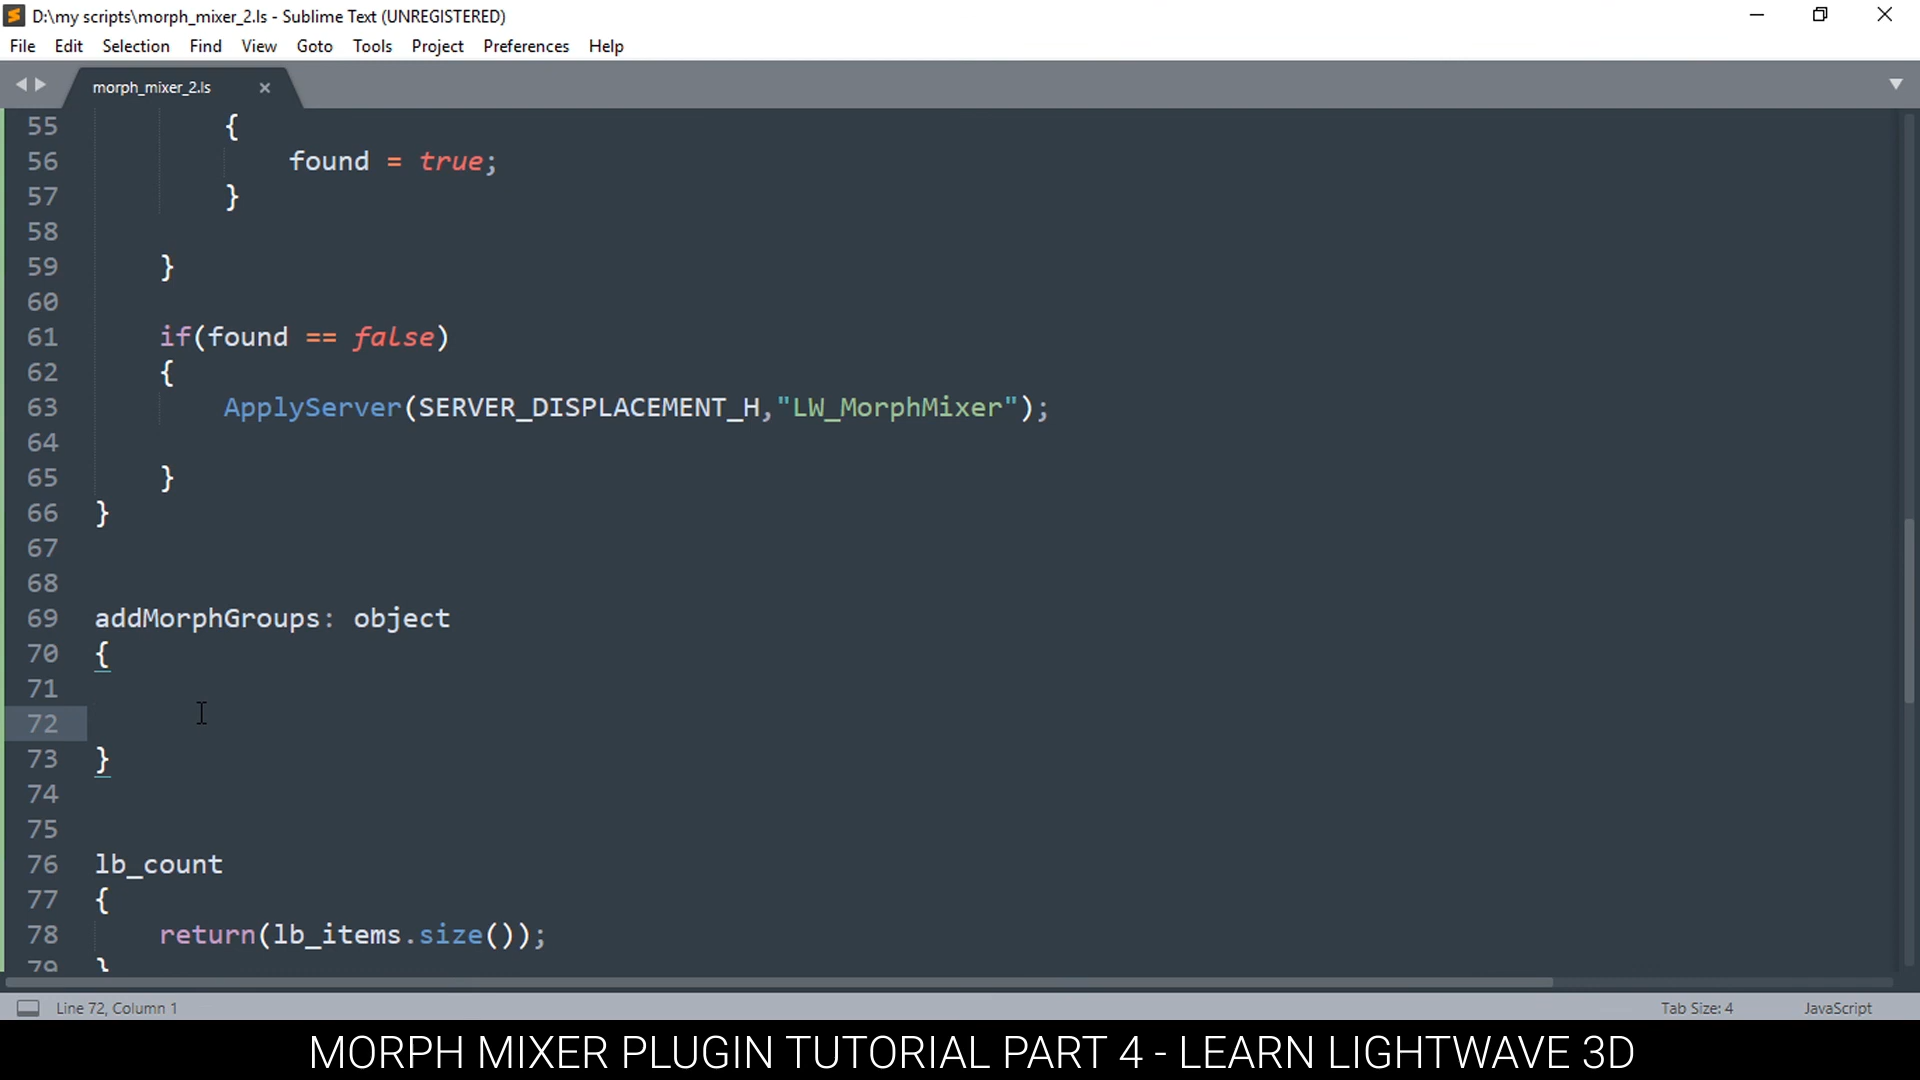 D:\my scripts\morph_mixer_2.ls - Sublime Text (UNREGISTERED)
File Edit Selection Find View Goto Tools Project Preferences Help
morph_mixer_2.ls
55 {
56 found = true;
57 }
58
59 }
60
61 if(found == false)
62 {
63 ApplyServer(SERVER_DISPLACEMENT_H,"LW_MorphMixer");
64
65 }
66 }
67
68
69 addMorphGroups: object
70 {
71
72
73 }
74
75
76 lb_count
77 {
78 return(lb_items.size());
79 }
Line 72, Column 1 Tab Size: 4 JavaScript
MORPH MIXER PLUGIN TUTORIAL PART 4 - LEARN LIGHTWAVE 3D